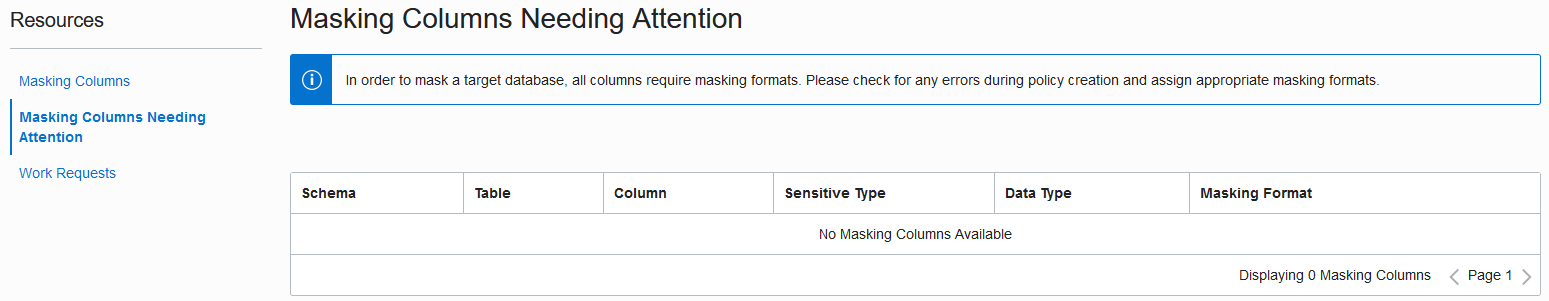 Resources
Masking Columns
Masking Columns Needing
Attention
Work Requests
Masking Columns Needing Attention
In order to mask a target database, all columns require masking formats. Please check for any errors during policy creation and assign appropriate masking formats.
Schema Table Column Sensitive Type Data Type Masking Format
No Masking Columns Available
Displaying 0 Masking Columns Page 1